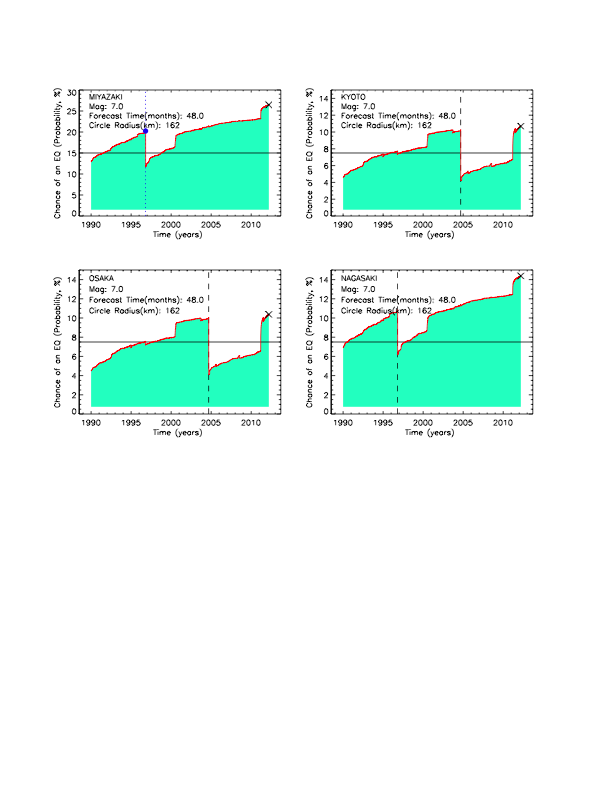 MIYAZAKI
Mag: 7.0
Forecast Time(months): 48.0
Circle Radius(km): 162
Chance of an EQ (Probability, %)
30
25
20
15
10
5
0
1990 1995 2000 2005 2010
Time (years)
KYOTO
Mag: 7.0
Forecast Time(months): 48.0
Circle Radius(km): 162
Chance of an EQ (Probability, %)
14
12
10
8
6
4
2
0
1990 1995 2000 2005 2010
Time (years)
OSAKA
Mag: 7.0
Forecast Time(months): 48.0
Circle Radius(km): 162
Chance of an EQ (Probability, %)
14
12
10
8
6
4
2
0
1990 1995 2000 2005 2010
Time (years)
NAGASAKI
Mag: 7.0
Forecast Time(months): 48.0
Circle Radius(km): 162
Chance of an EQ (Probability, %)
14
12
10
8
6
4
2
0
1990 1995 2000 2005 2010
Time (years)